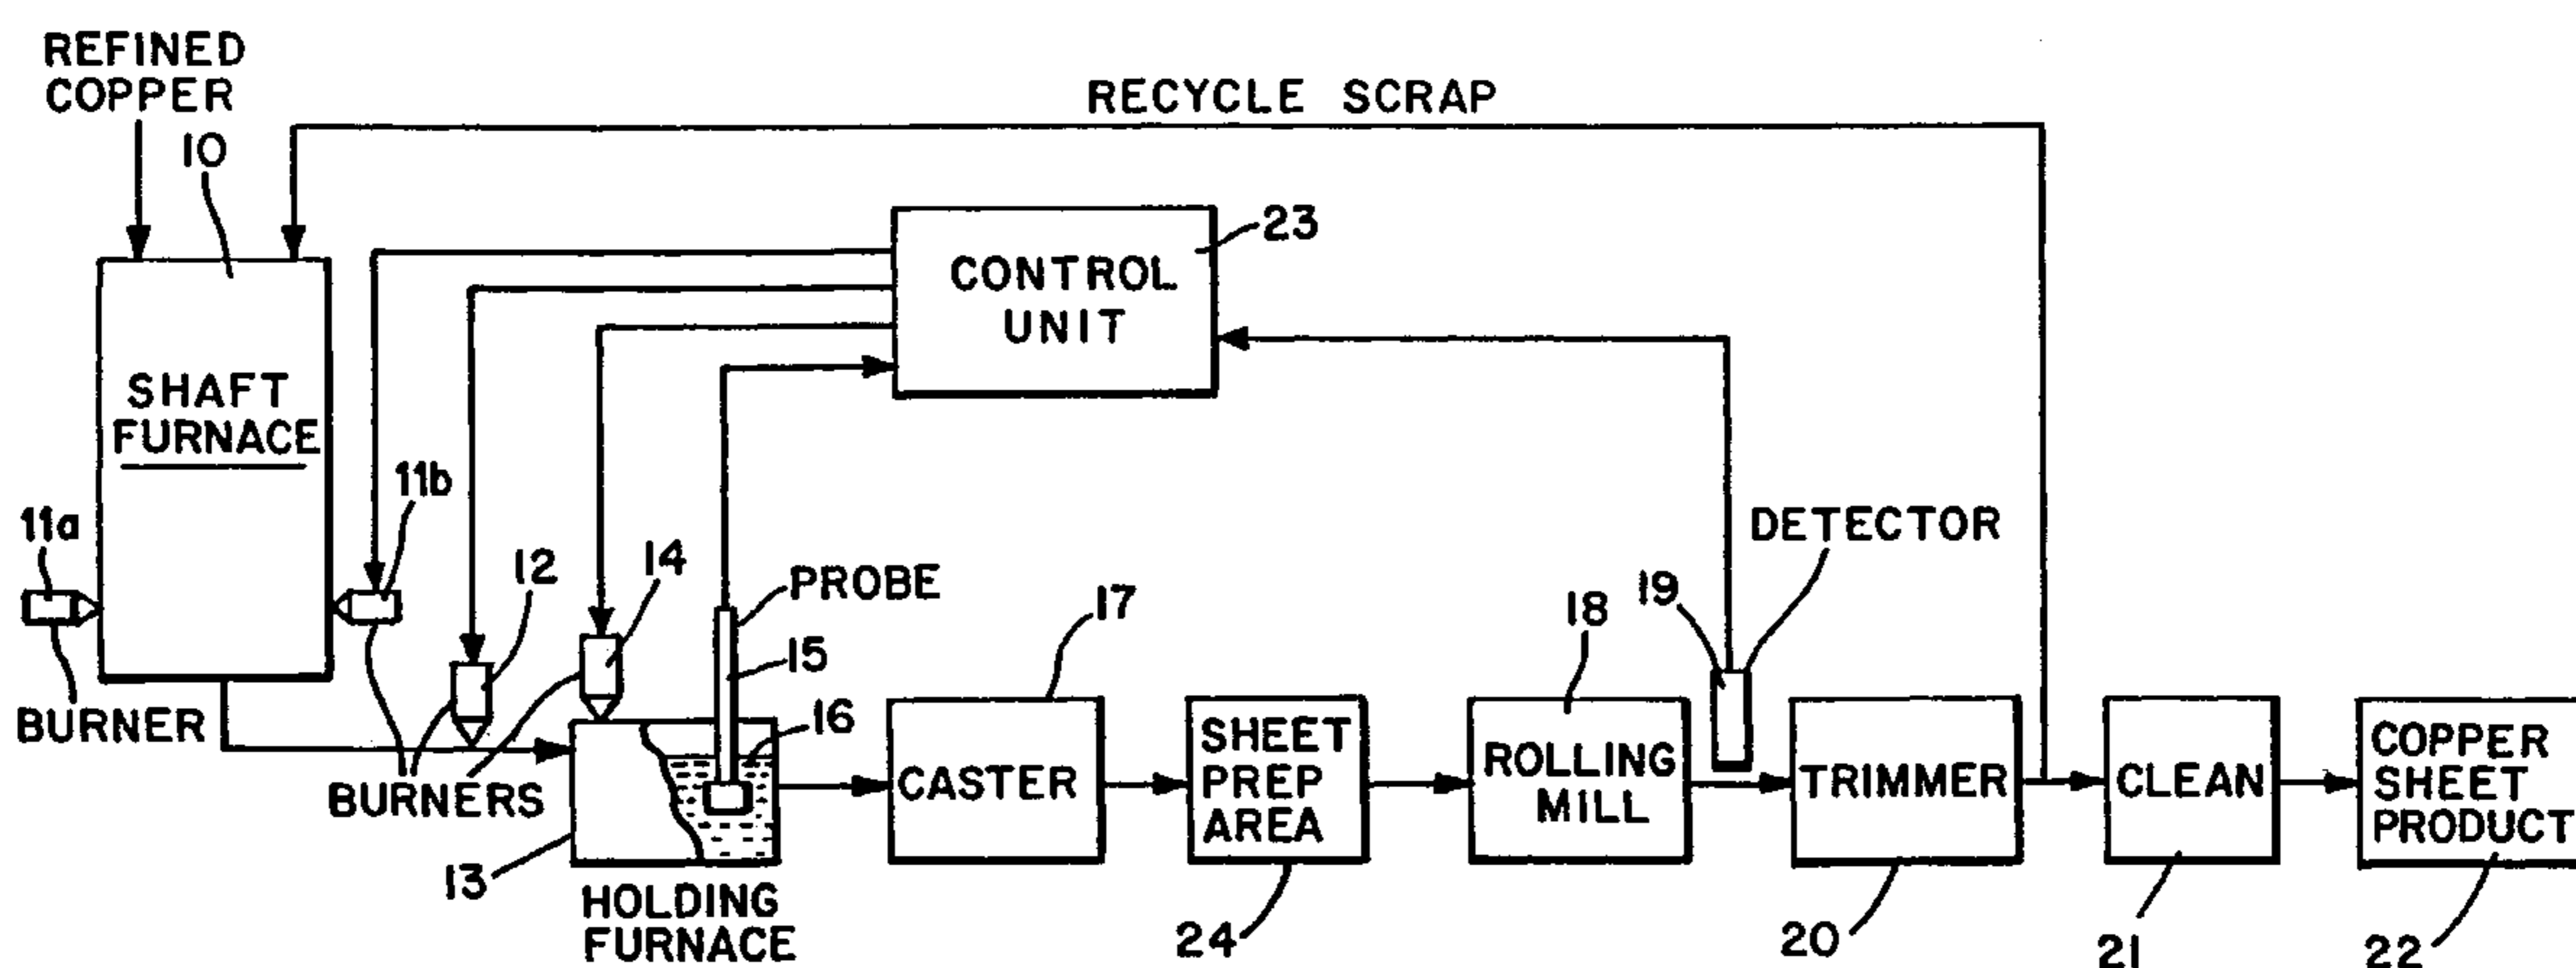 REFINED
COPPER
10
RECYCLE SCRAP
CONTROL
UNIT
23
SHAFT
FURNACE
11a
11b
12
14
PROBE
15
16
17
18
19
DETECTOR
BURNER
BURNERS
CASTER
SHEET
PREP
AREA
ROLLING
MILL
TRIMMER
CLEAN
COPPER
SHEET
PRODUCT
13
HOLDING
FURNACE
24
20
21
22